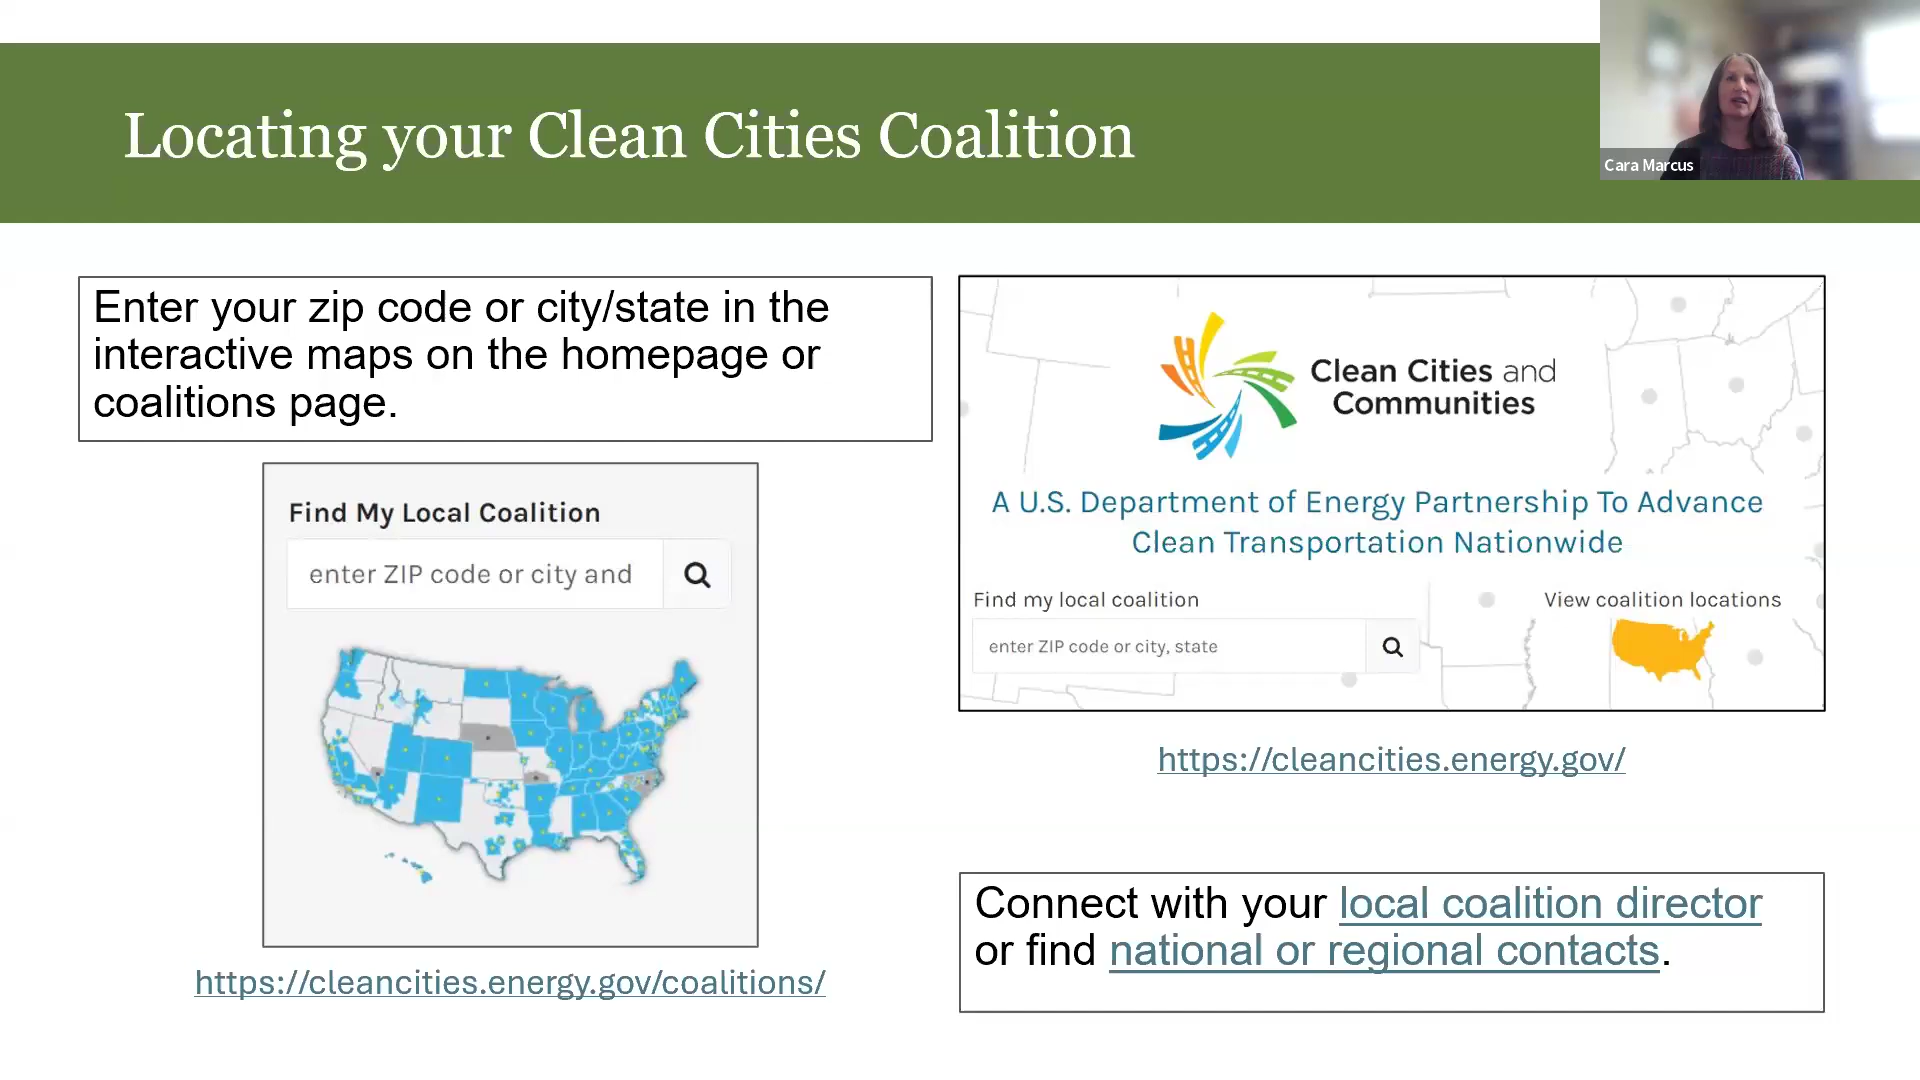 Locating your Clean Cities Coalition
Cara Marcus
Enter your zip code or city/state in the
interactive maps on the homepage or
coalitions page.
Find My Local Coalition
enter ZIP code or city and
https://cleancities.energy.gov/coalitions/
Clean Cities and
Communities
A U.S. Department of Energy Partnership To Advance
Clean Transportation Nationwide
Find my local coalition
View coalition locations
enter ZIP code or city, state
https://cleancities.energy.gov/
Connect with your local coalition director
or find national or regional contacts.